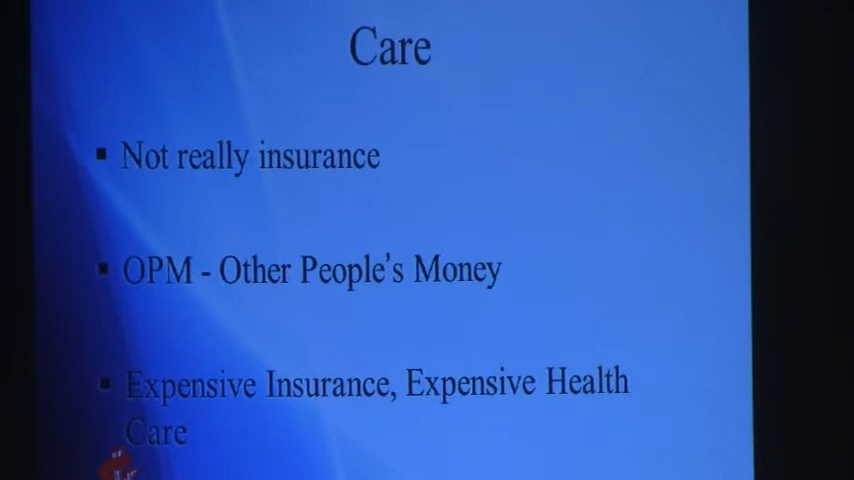 Care
▪ Not really insurance
▪ OPM - Other People's Money
▪ Expensive Insurance, Expensive Health
Care